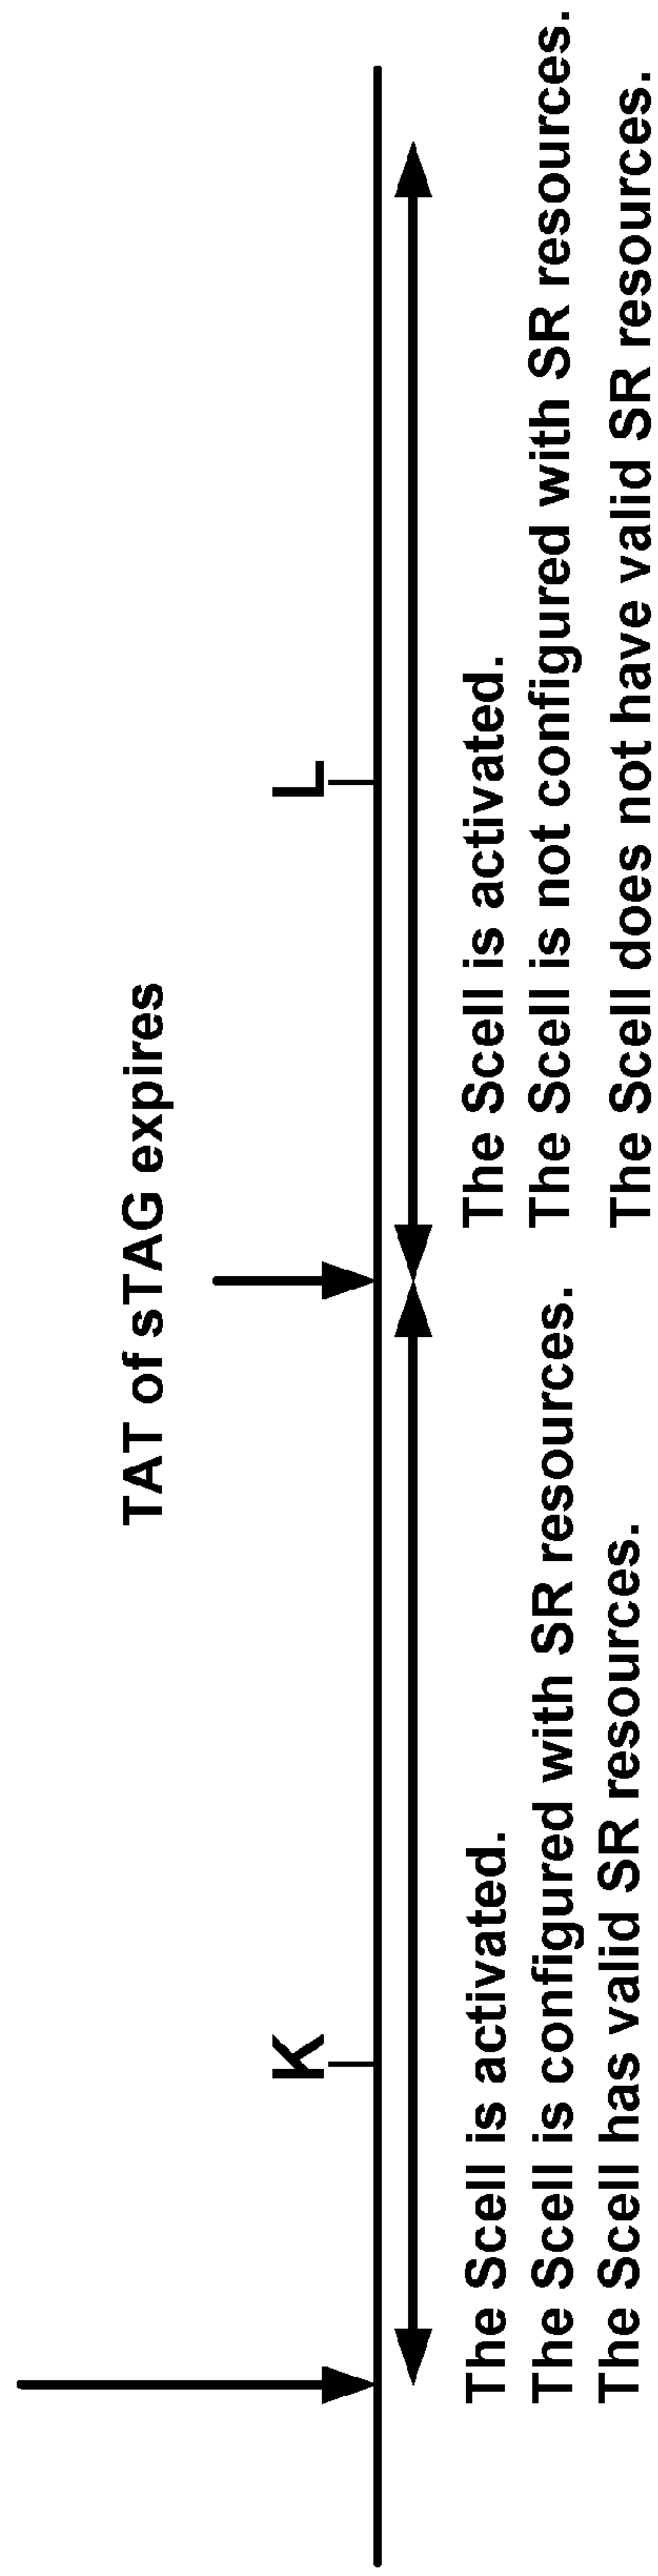 TAT of sTAG expires
K
L
The Scell is activated.
The Scell is configured with SR resources.
The Scell has valid SR resources.
The Scell is activated.
The Scell is not configured with SR resources.
The Scell does not have valid SR resources.